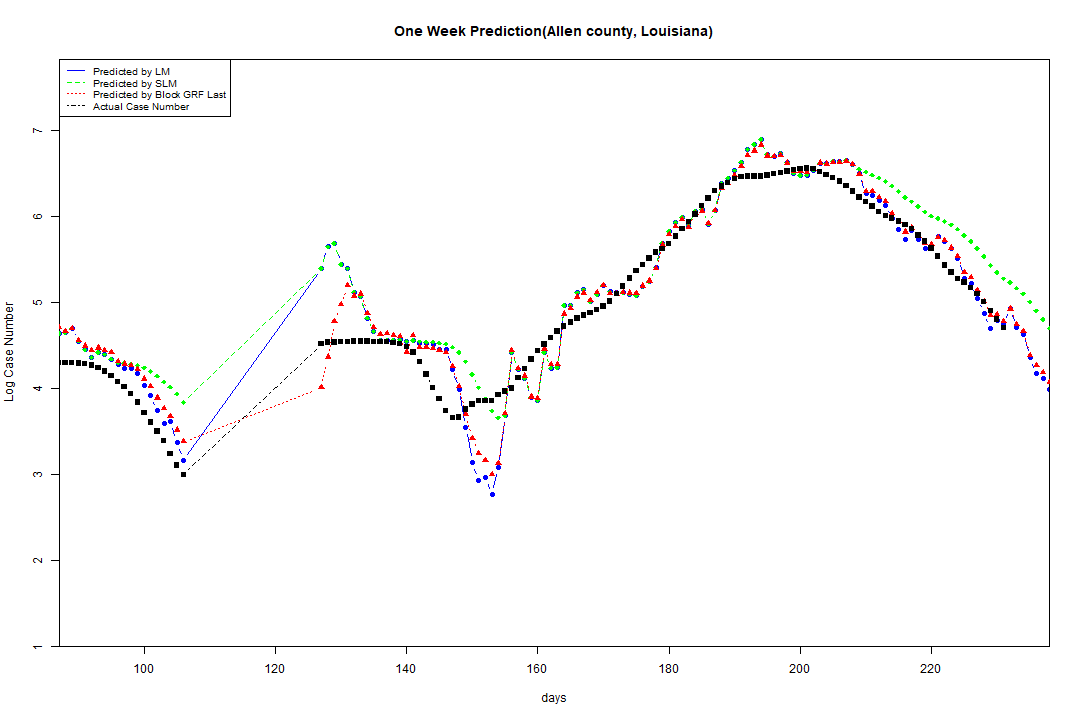 One Week Prediction(Allen county, Louisiana)
Predicted by LM
Predicted by SLM
Predicted by Block GRF Last
Actual Case Number
Log Case Number
7
6
5
4
3
2
1
100 120 140 160 180 200 220
days